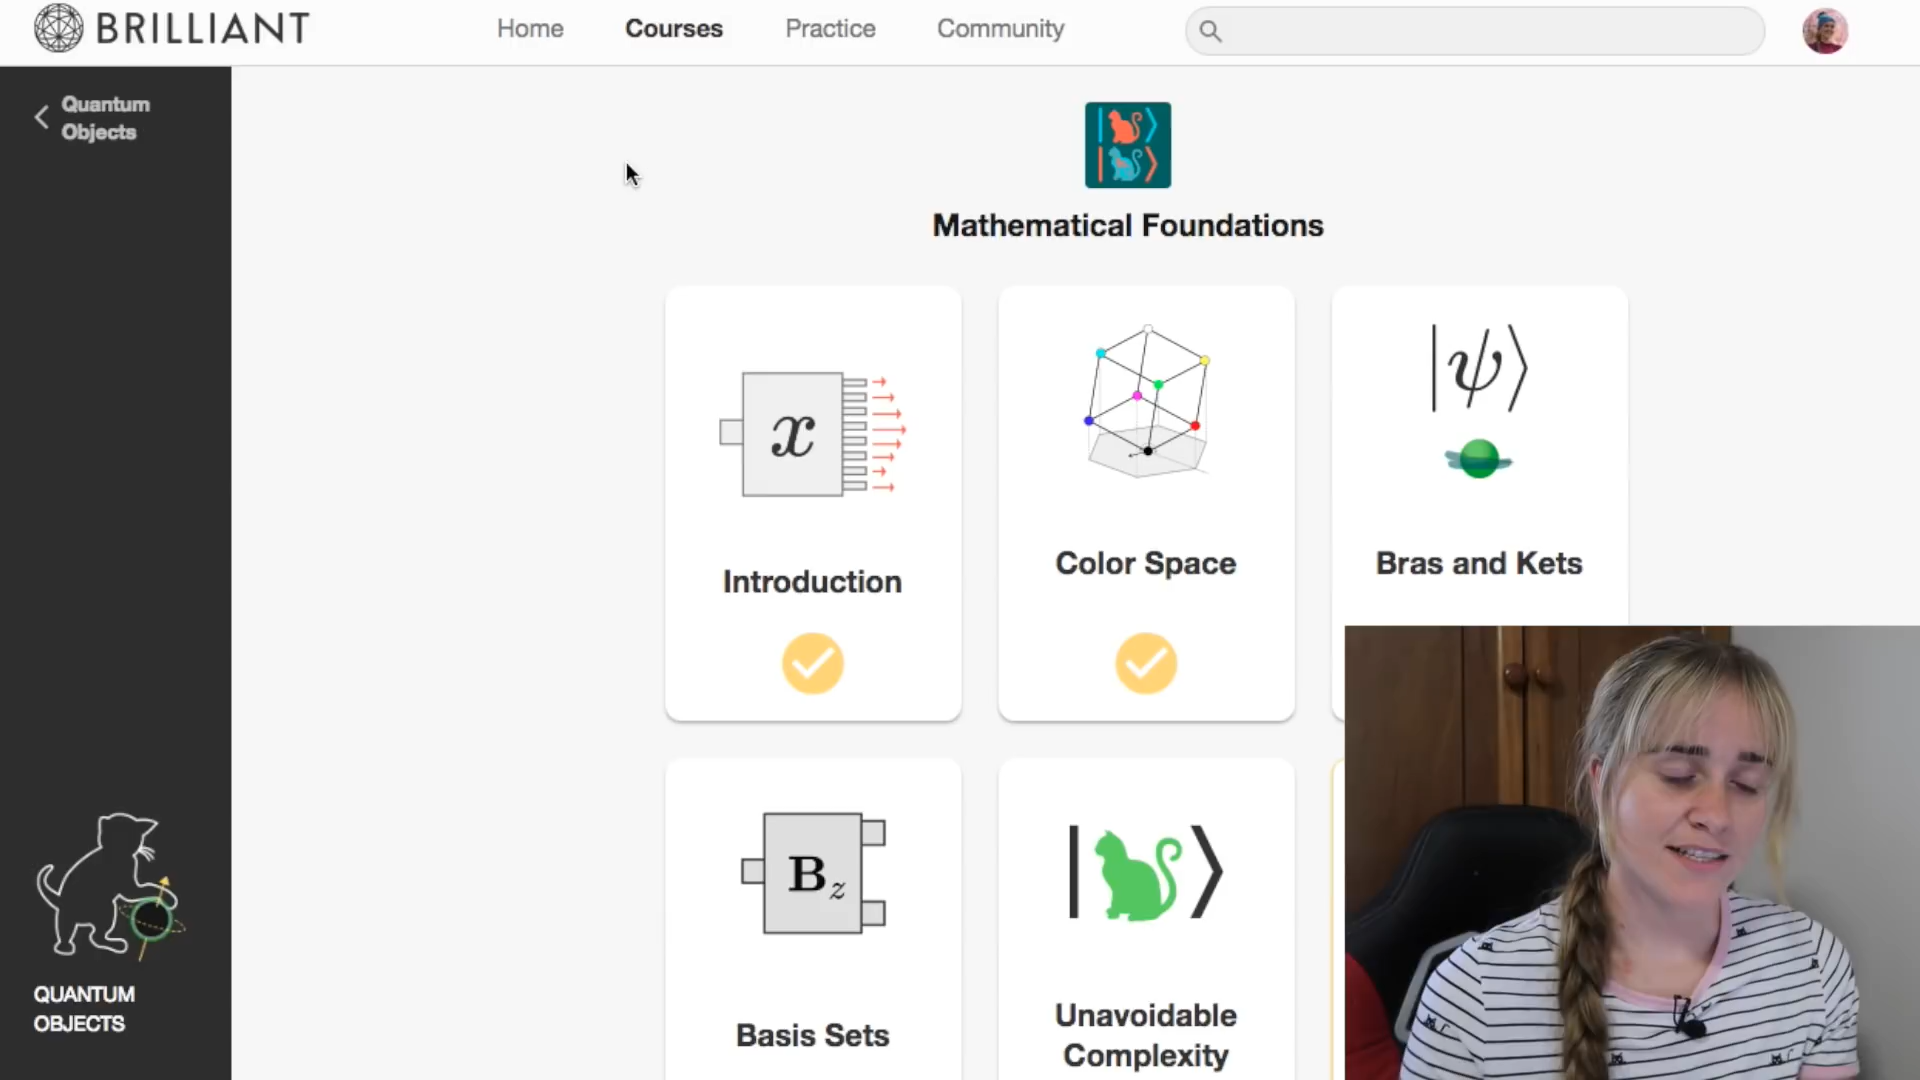 BRILLIANT
Home
Courses
Practice
Community
Quantum
Objects
Mathematical Foundations
x
|ψ⟩
Introduction
Color Space
Bras and Kets
B_z
Basis Sets
Unavoidable
Complexity
QUANTUM
OBJECTS